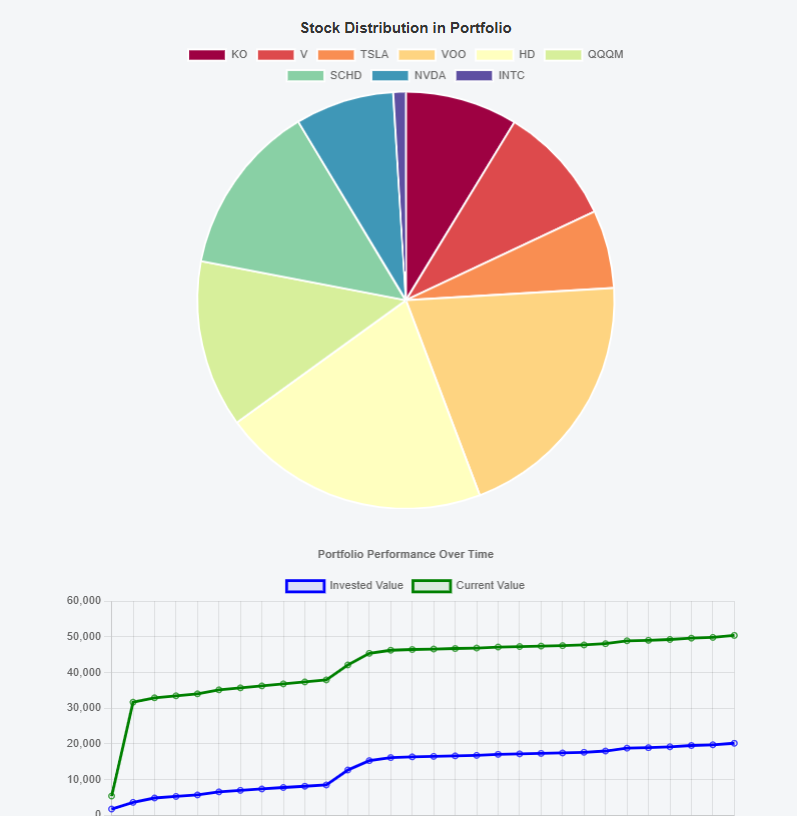 Stock Distribution in Portfolio
KO V TSLA VOO HD QQQM
SCHD NVDA INTC
Portfolio Performance Over Time
Invested Value Current Value
60,000
50,000
40,000
30,000
20,000
10,000
0